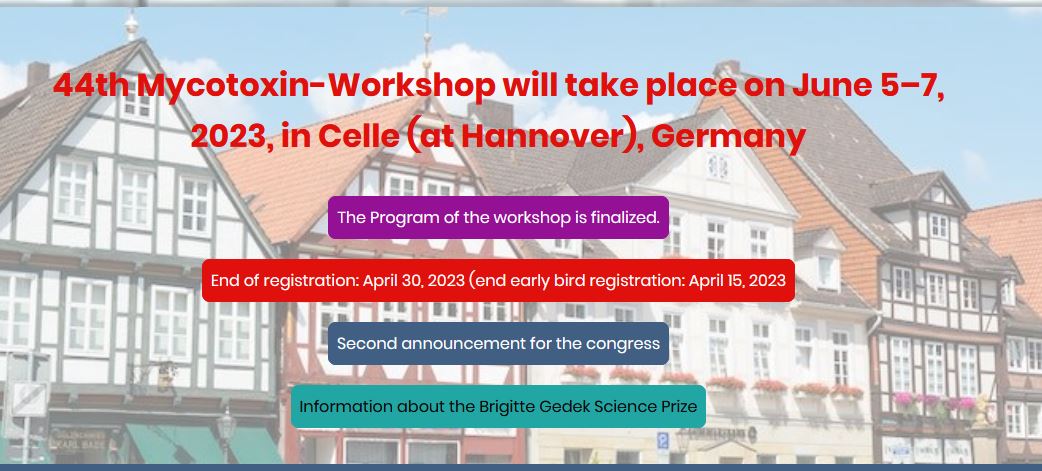 44th Mycotoxin-Workshop will take place on June 5–7,
2023, in Celle (at Hannover), Germany
The Program of the workshop is finalized.
End of registration: April 30, 2023 (end early bird registration: April 15, 2023
Second announcement for the congress
Information about the Brigitte Gedek Science Prize